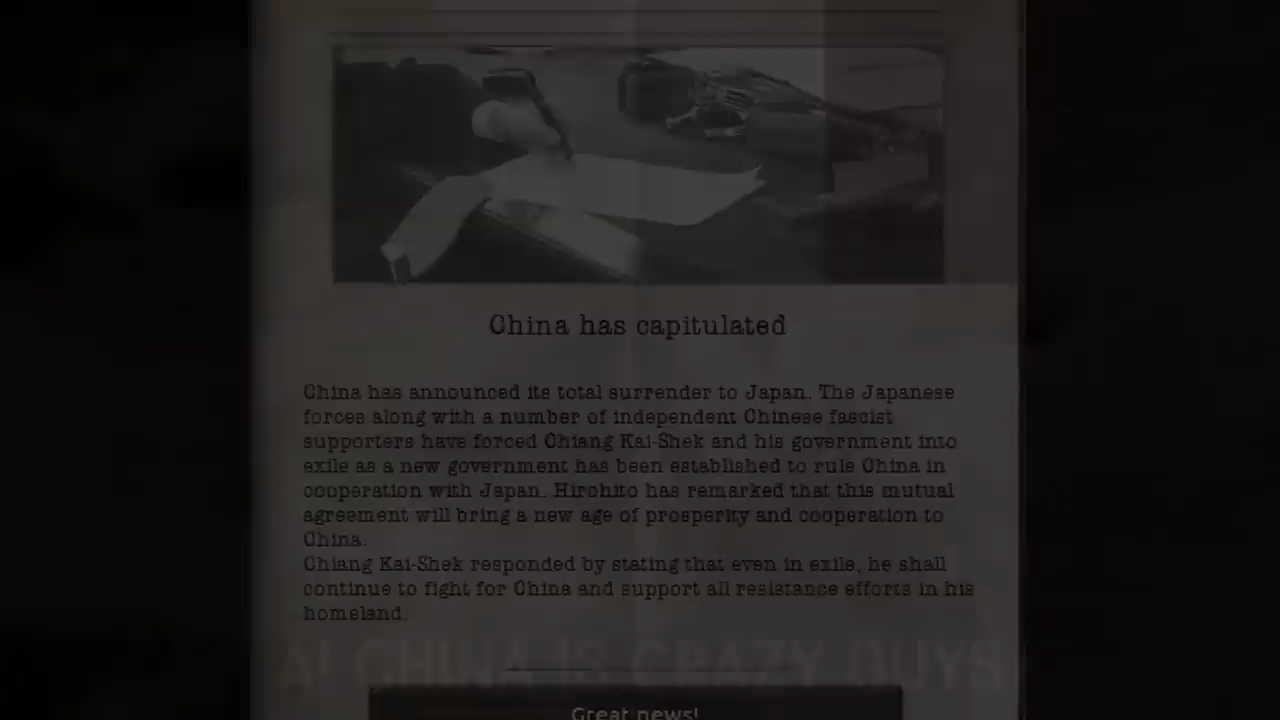 China has capitulated
China has announced its total surrender to Japan. The Japanese
forces along with a number of independent Chinese fascist
supporters have forced Chiang Kai-Shek and his government into
exile as a new government has been established to rule China in
cooperation with Japan. Hirohito has remarked that this mutual
agreement will bring a new age of prosperity and cooperation to
China.
Chiang Kai-Shek responded by stating that even in exile, he shall
continue to fight for China and support all resistance efforts in his
homeland.
A! CHINA IS CRAZY GUYS
Great news!